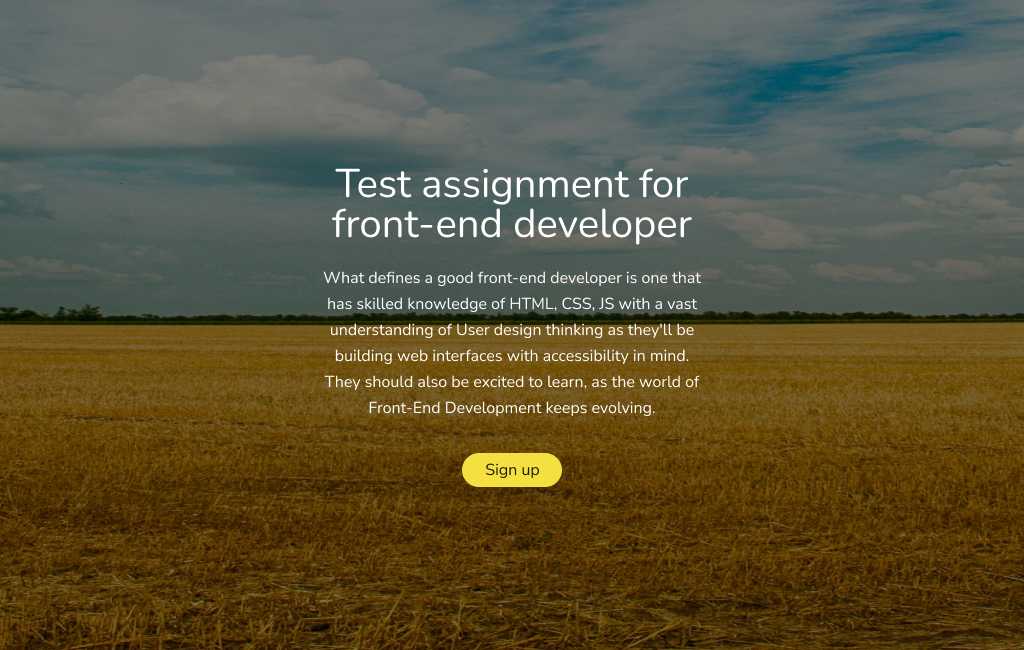 Test assignment for
front-end developer
What defines a good front-end developer is one that
has skilled knowledge of HTML, CSS, JS with a vast
understanding of User design thinking as they'll be
building web interfaces with accessibility in mind.
They should also be excited to learn, as the world of
Front-End Development keeps evolving.
Sign up